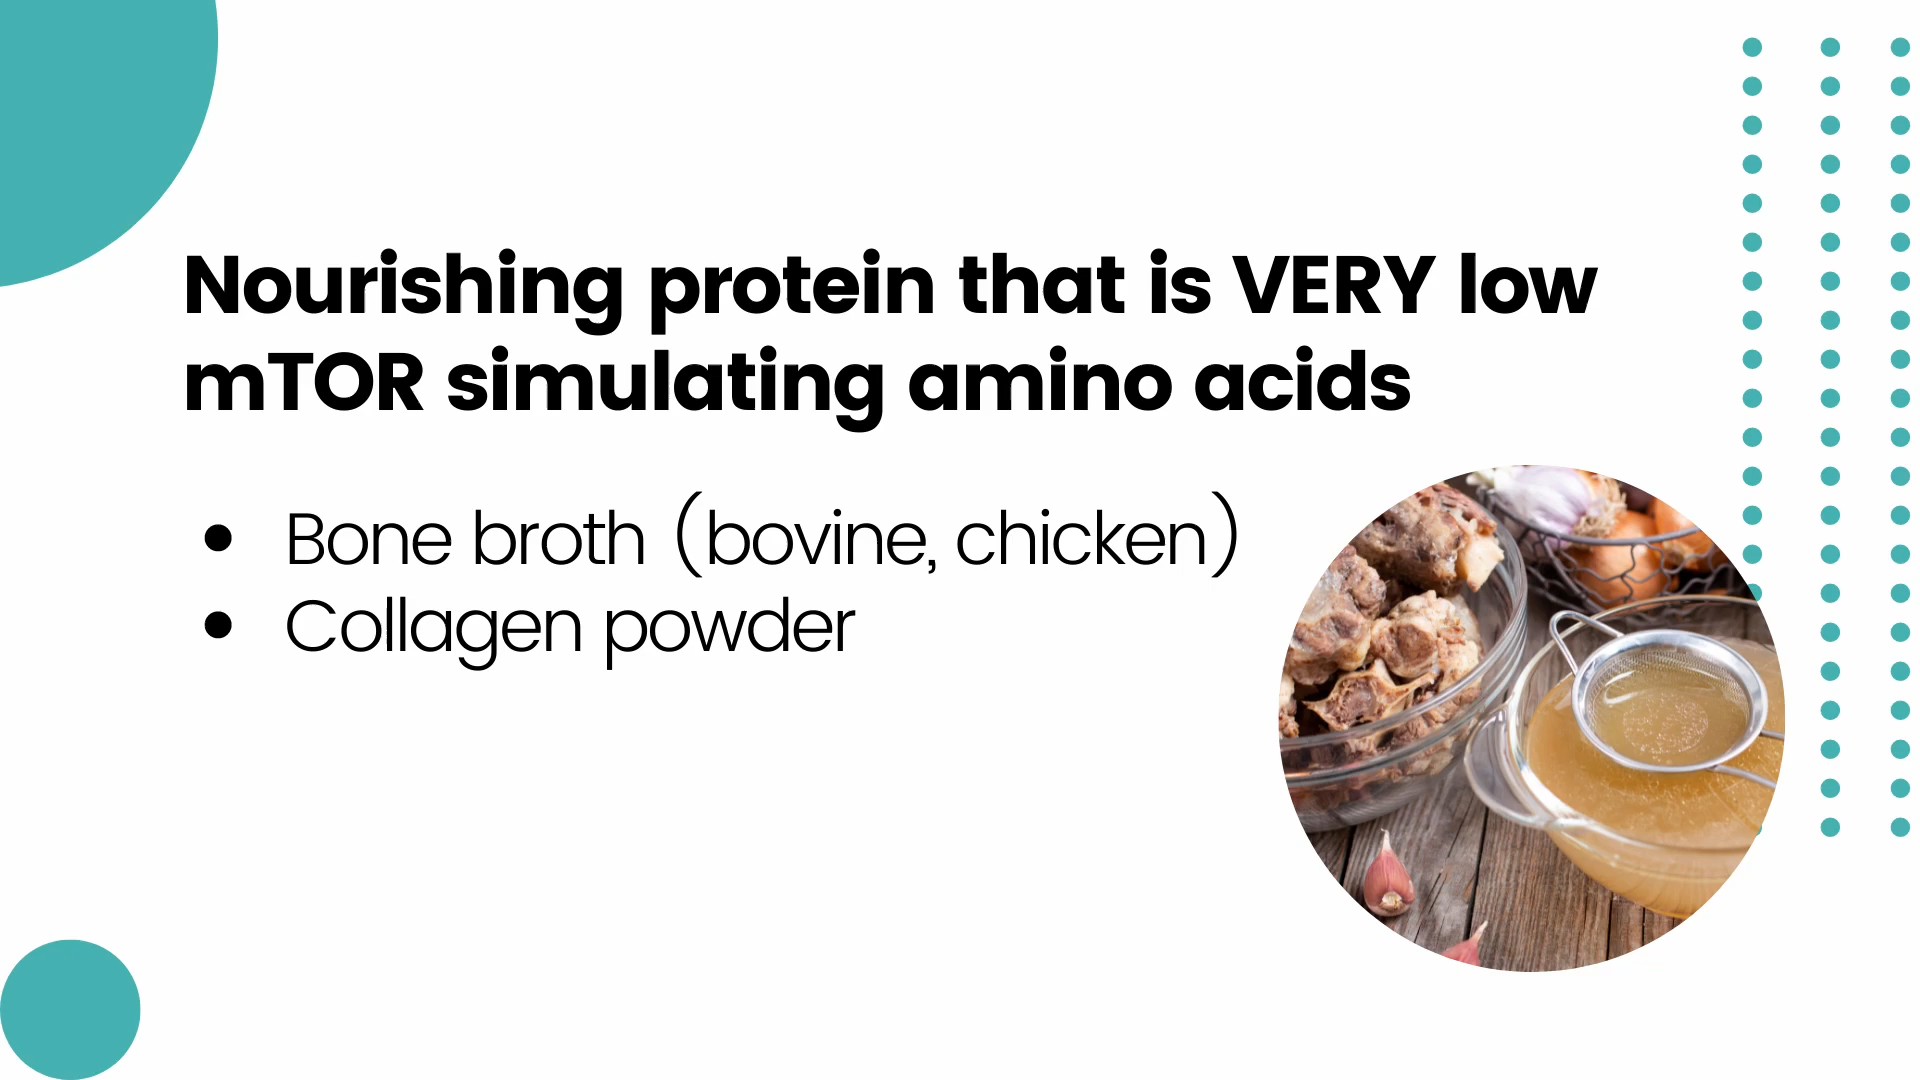 Nourishing protein that is VERY low
mTOR simulating amino acids
• Bone broth (bovine, chicken)
• Collagen powder